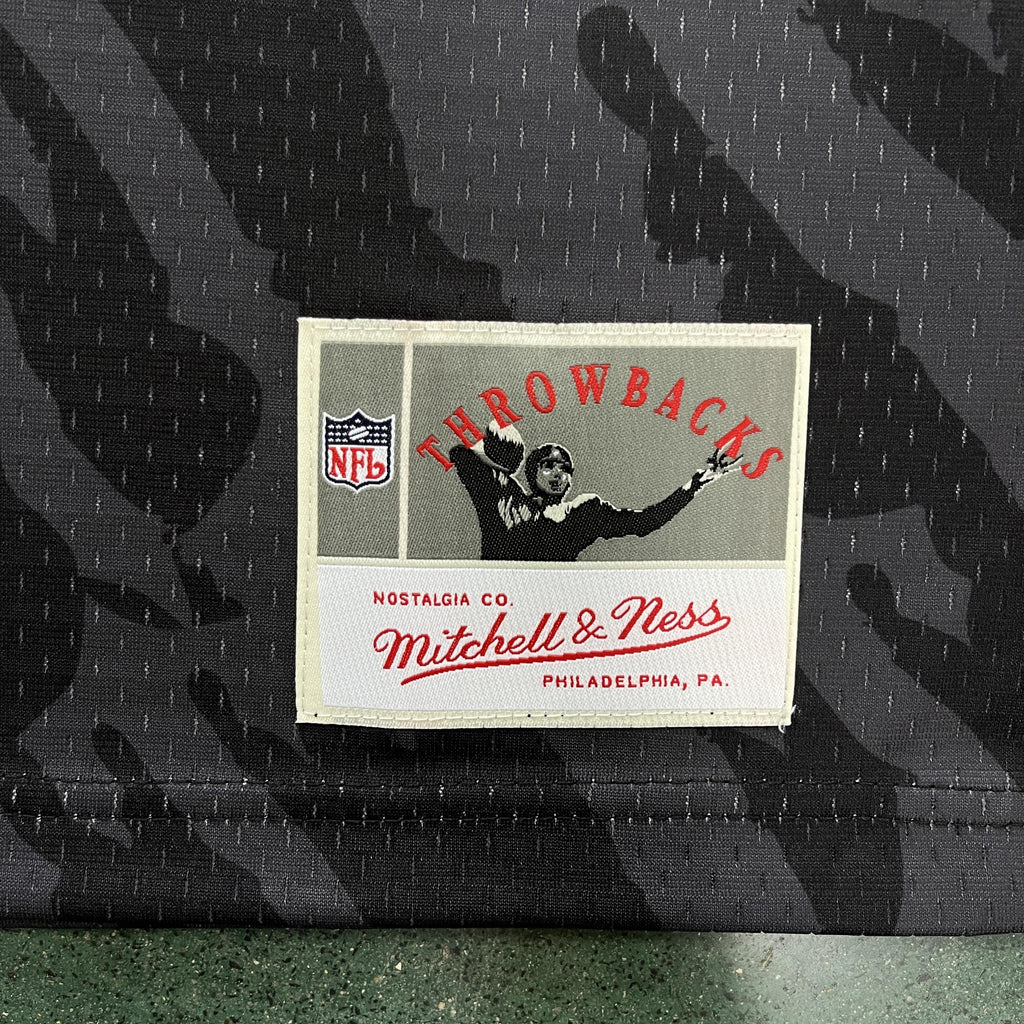 THROWBACKS
NFL
NOSTALGIA CO.
Mitchell & Ness
PHILADELPHIA, PA.